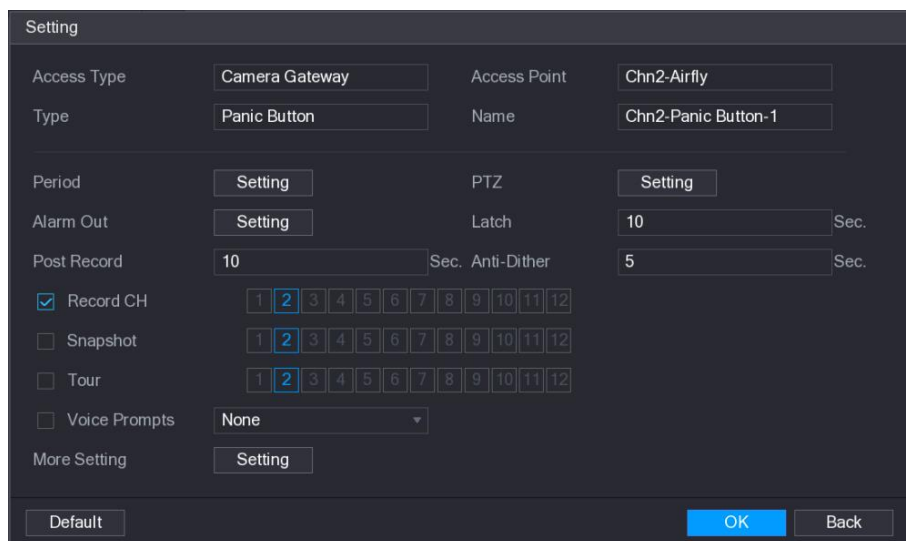 Setting
Access Type Camera Gateway Access Point Chn2-Airfly
Type Panic Button Name Chn2-Panic Button-1
Period Setting PTZ Setting
Alarm Out Setting Latch 10 Sec.
Post Record 10 Sec. Anti-Dither 5 Sec.
Record CH 1 2 3 4 5 6 7 8 9 10 11 12
Snapshot 1 2 3 4 5 6 7 8 9 10 11 12
Tour 1 2 3 4 5 6 7 8 9 10 11 12
Voice Prompts None
More Setting Setting
Default OK Back